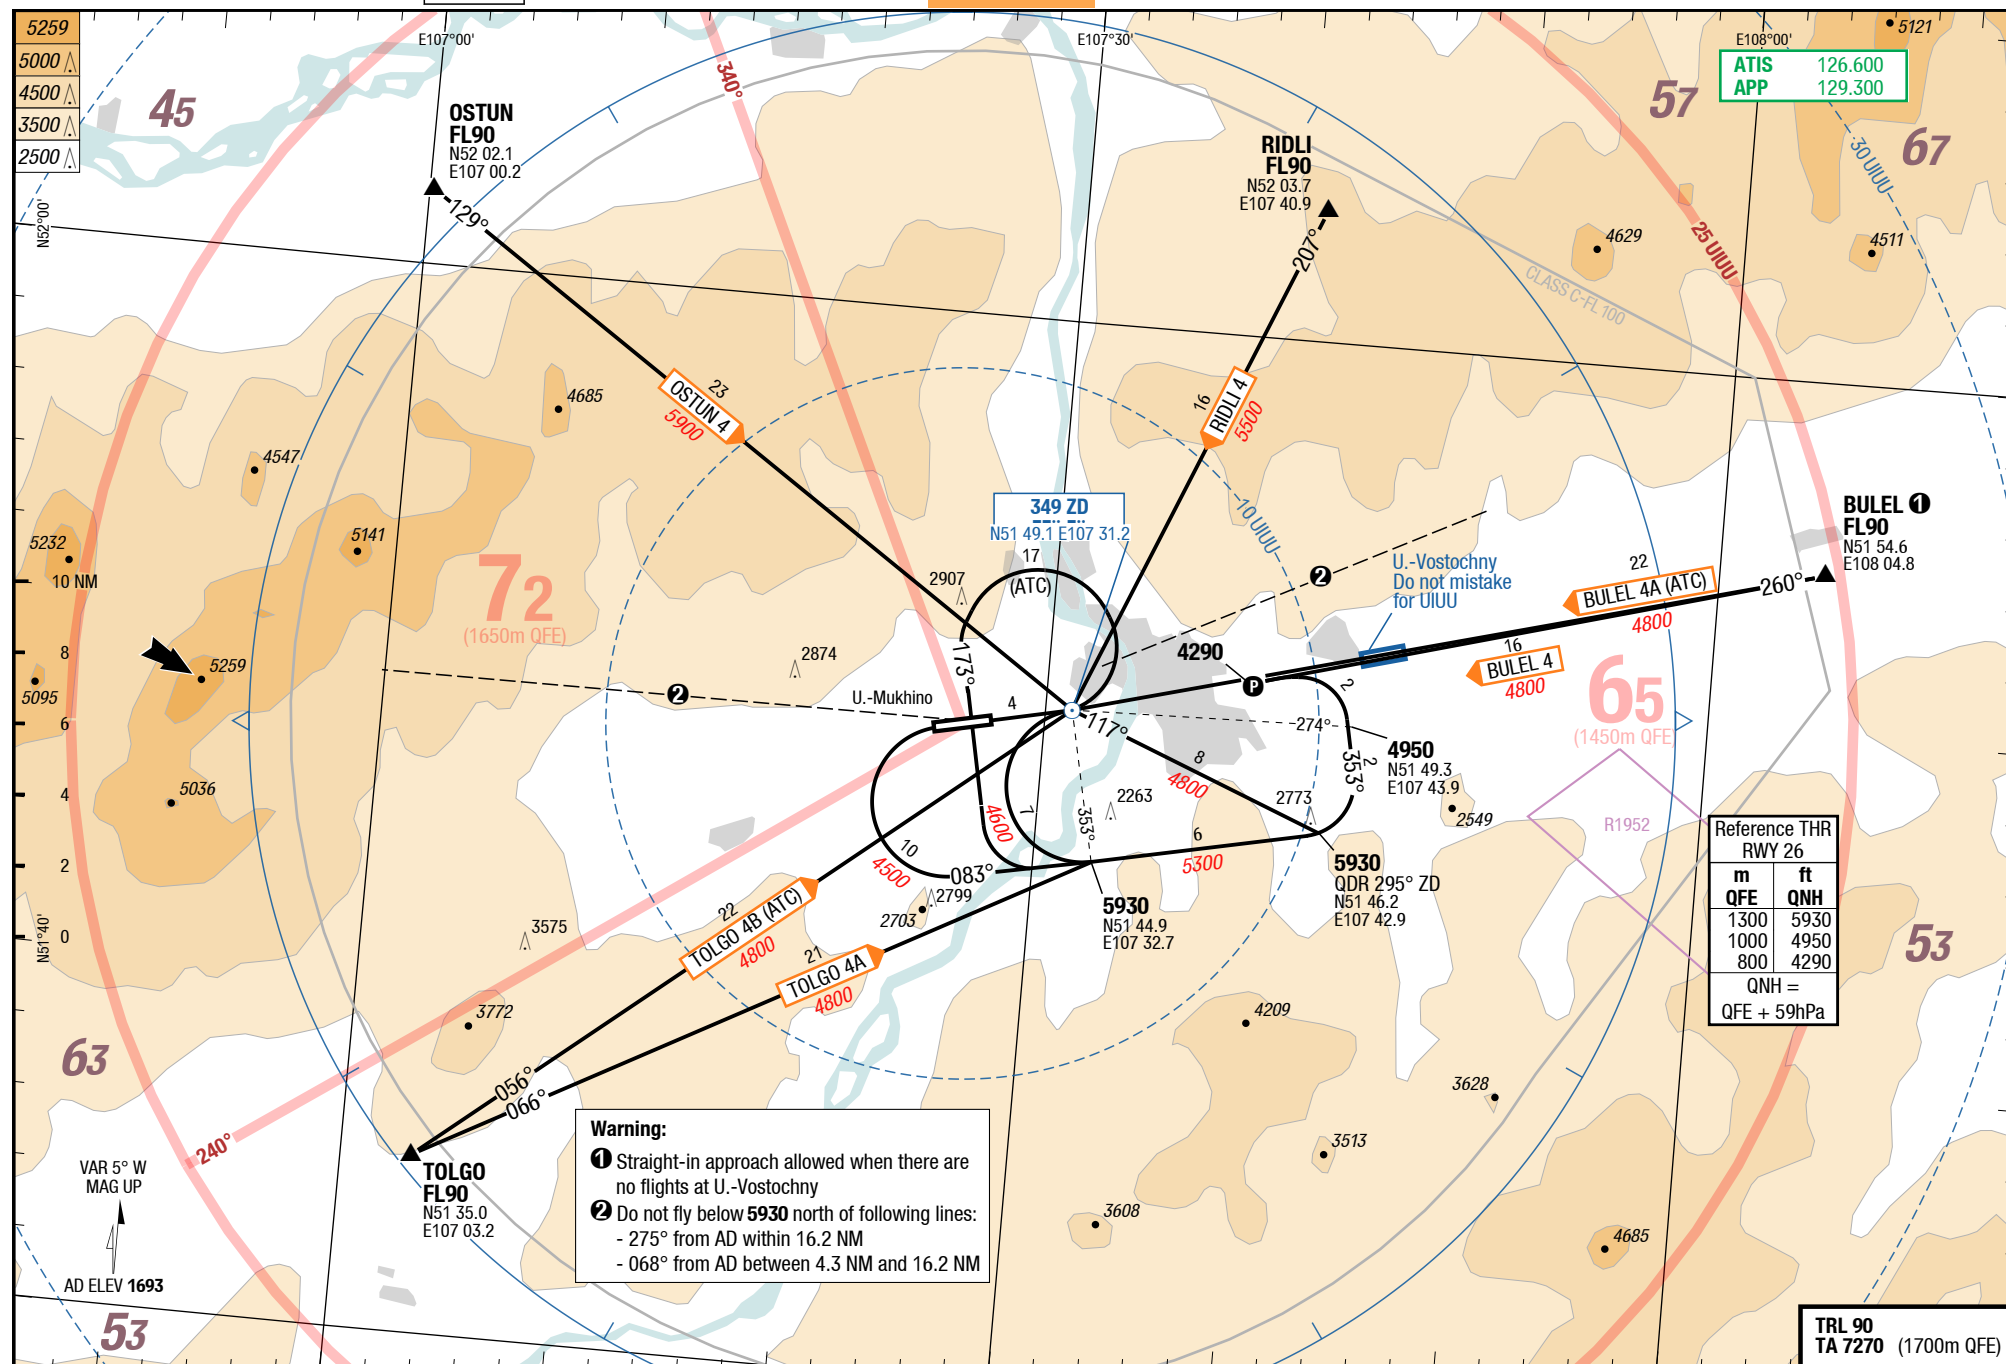 5259
5000
4500
3500
2500
E107°00'
E107°30'
E108°00'
5121
ATIS 126.600
APP 129.300
45
57
67
340°
30 UIUU
OSTUN
FL90
N52 02.1
E107 00.2
129°
RIDLI
FL90
N52 03.7
E107 40.9
207°
N52°00'
4629
4511
25 UIUU
CLASS C-FL 100
23
OSTUN 4
5900
16
RIDLI 4
5500
4685
4547
5141
5232
10 NM
5259
5095
5036
72
(1650m QFE)
349 ZD
N51 49.1 E107 31.2
10 UIUU
17
(ATC)
2907
2874
173°
2
2
U.-Mukhino
4
4290
P
U.-Vostochny
Do not mistake
for UIUU
BULEL 1
FL90
N51 54.6
E108 04.8
260°
22
BULEL 4A (ATC)
4800
16
BULEL 4
4800
65
(1450m QFE)
8
6
4
2
0
117°
274°
2
2
353°
4950
N51 49.3
E107 43.9
8
4800
2263
2773
2549
353°
7
4600
10
4500
083°
6
5300
5930
QDR 295° ZD
N51 46.2
E107 42.9
5930
N51 44.9
E107 32.7
2799
2703
3575
3772
22
TOLGO 4B (ATC)
4800
21
TOLGO 4A
4800
R1952
Reference THR
RWY 26
m ft
QFE QNH
1300 5930
1000 4950
800 4290
QNH =
QFE + 59hPa
53
N51°40'
63
4209
3628
3513
3608
4685
056°
066°
240°
TOLGO
FL90
N51 35.0
E107 03.2
VAR 5° W
MAG UP
AD ELEV 1693
53
Warning:
1 Straight-in approach allowed when there are
no flights at U.-Vostochny
2 Do not fly below 5930 north of following lines:
- 275° from AD within 16.2 NM
- 068° from AD between 4.3 NM and 16.2 NM
TRL 90
TA 7270 (1700m QFE)